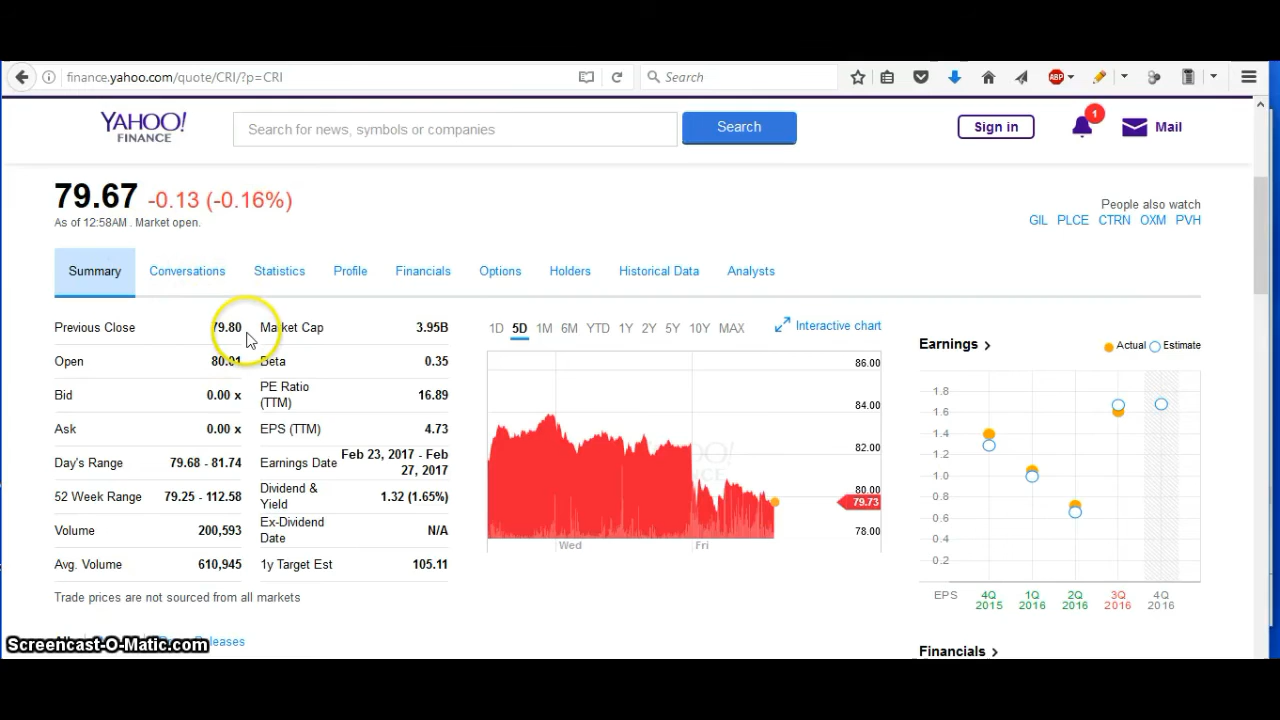 finance.yahoo.com/quote/CRI/?p=CRI
Search
ABP
YAHOO!
FINANCE
Search for news, symbols or companies
Search
Sign in
1
Mail
79.67 -0.13 (-0.16%)
As of 12:58AM . Market open.
People also watch
GIL PLCE CTRN OXM PVH
Summary Conversations Statistics Profile Financials Options Holders Historical Data Analysts
Previous Close 79.80
Open 80.01
Bid 0.00 x
Ask 0.00 x
Day's Range 79.68 - 81.74
52 Week Range 79.25 - 112.58
Volume 200,593
Avg. Volume 610,945
Market Cap 3.95B
Beta 0.35
PE Ratio
(TTM) 16.89
EPS (TTM) 4.73
Earnings Date Feb 23, 2017 - Feb
27, 2017
Dividend &
Yield 1.32 (1.65%)
Ex-Dividend
Date N/A
1y Target Est 105.11
Trade prices are not sourced from all markets
1D 5D 1M 6M YTD 1Y 2Y 5Y 10Y MAX
Interactive chart
86.00
84.00
82.00
80.00
79.73
78.00
Wed Fri
Earnings
Actual Estimate
1.8
1.6
1.4
1.2
1.0
0.8
0.6
0.4
0.2
EPS 4Q 1Q 2Q 3Q 4Q
2015 2016 2016 2016 2016
Financials
Releases
Screencast-O-Matic.com